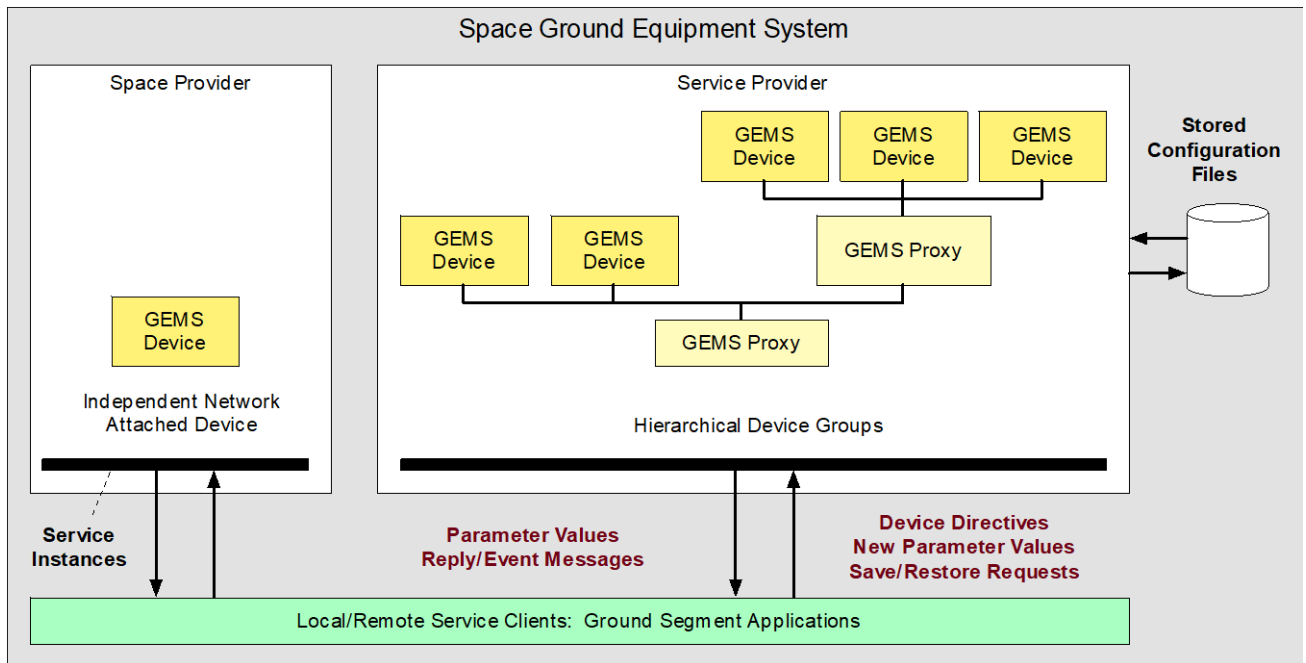 Space Ground Equipment System
Space Provider
Service Provider
GEMS
Device
GEMS
Device
GEMS
Device
Stored
Configuration
Files
GEMS
Device
GEMS
Device
GEMS Proxy
GEMS
Device
GEMS Proxy
Independent Network
Attached Device
Hierarchical Device Groups
Service
Instances
Parameter Values
Reply/Event Messages
Device Directives
New Parameter Values
Save/Restore Requests
Local/Remote Service Clients: Ground Segment Applications